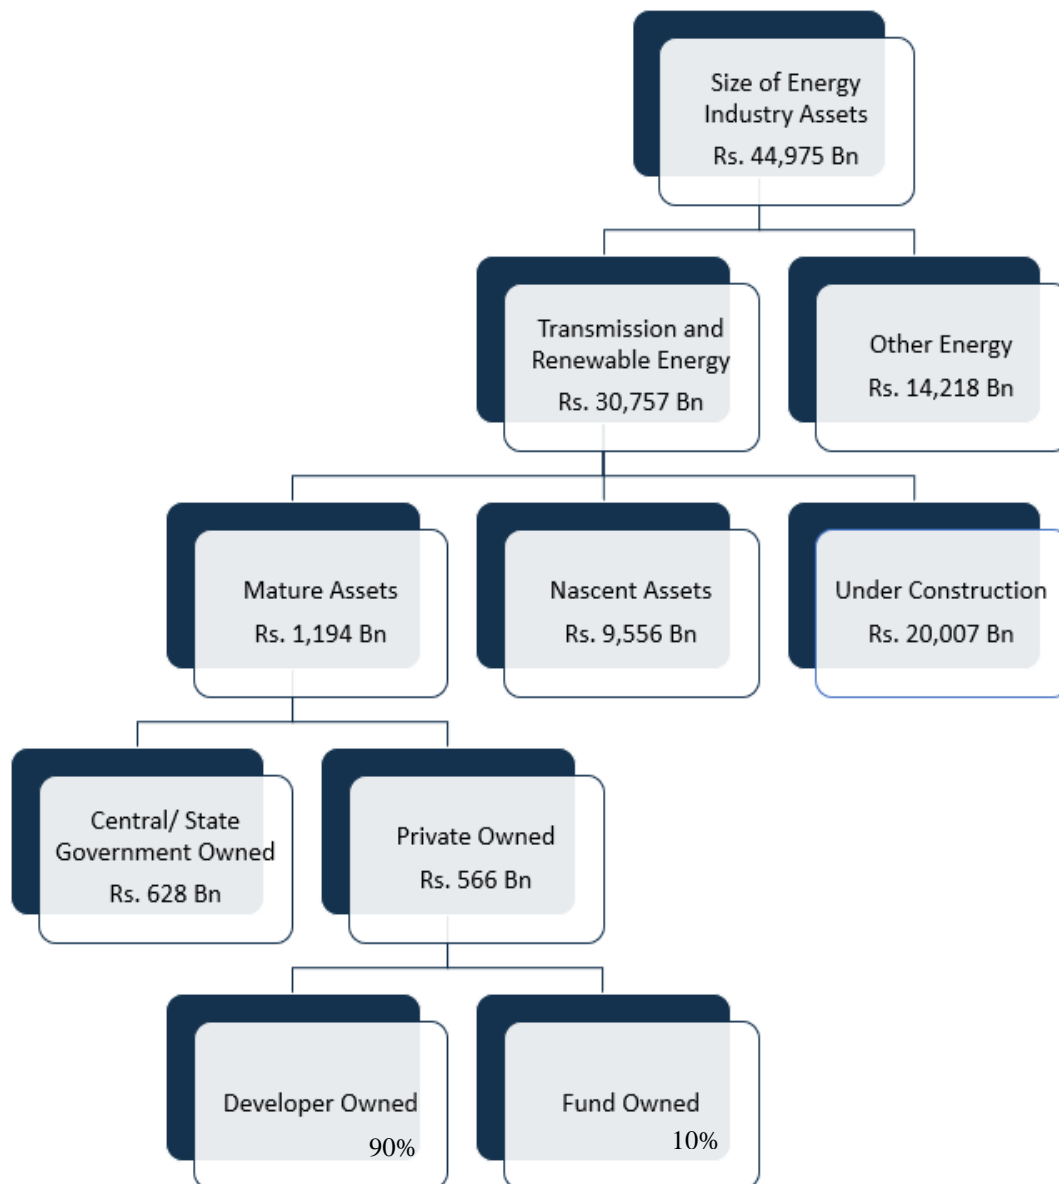 Size of Energy
Industry Assets
Rs. 44,975 Bn
Transmission and
Renewable Energy
Rs. 30,757 Bn
Other Energy
Rs. 14,218 Bn
Mature Assets
Rs. 1,194 Bn
Nascent Assets
Rs. 9,556 Bn
Under Construction
Rs. 20,007 Bn
Central/ State
Government Owned
Rs. 628 Bn
Private Owned
Rs. 566 Bn
Developer Owned
90%
Fund Owned
10%